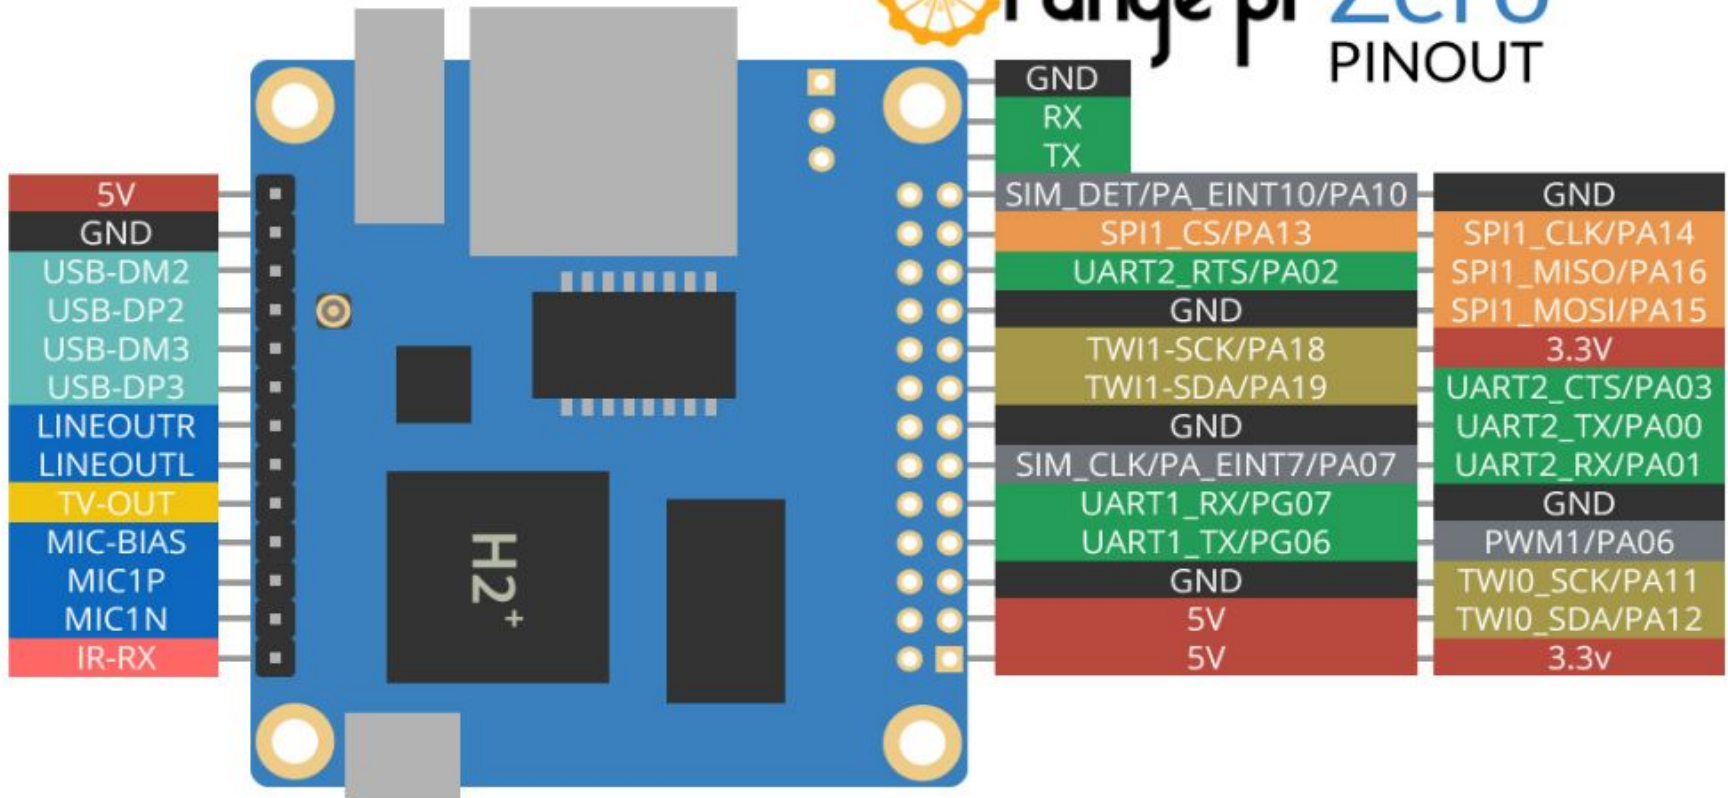 range pi Zero
PINOUT
GND
RX
TX
5V
GND
USB-DM2
USB-DP2
USB-DM3
USB-DP3
LINEOUTR
LINEOUTL
TV-OUT
MIC-BIAS
MIC1P
MIC1N
IR-RX
H2+
SIM_DET/PA_EINT10/PA10
SPI1_CS/PA13
UART2_RTS/PA02
GND
TWI1-SCK/PA18
TWI1-SDA/PA19
GND
SIM_CLK/PA_EINT7/PA07
UART1_RX/PG07
UART1_TX/PG06
GND
5V
5V
GND
SPI1_CLK/PA14
SPI1_MISO/PA16
SPI1_MOSI/PA15
3.3V
UART2_CTS/PA03
UART2_TX/PA00
UART2_RX/PA01
GND
PWM1/PA06
TWI0_SCK/PA11
TWI0_SDA/PA12
3.3v